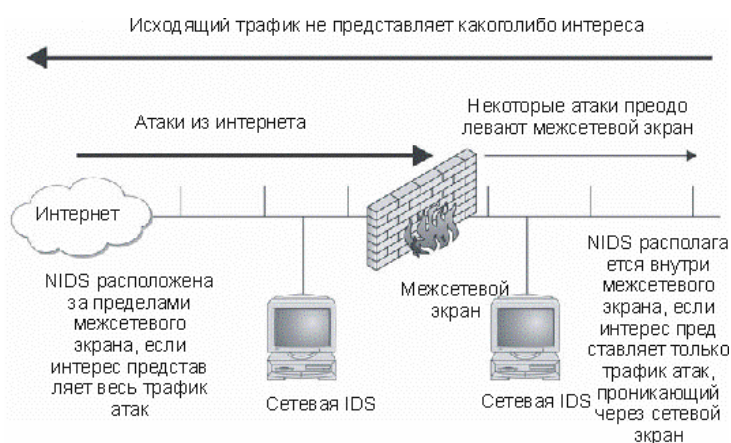 Исходящий трафик не представляет какоголибо интереса
Атаки из интернета
Некоторые атаки преодо
левают межсетевой экран
Интернет
NIDS расположена
за пределами
межсетевого
экрана, если
интерес представ
ляет весь трафик
атак
Сетевая IDS
Межсетевой
экран
Сетевая IDS
NIDS располага
ется внутри
межсетевого
экрана, если
интерес пред
ставляет только
трафик атак,
проникающий
через сетевой
экран